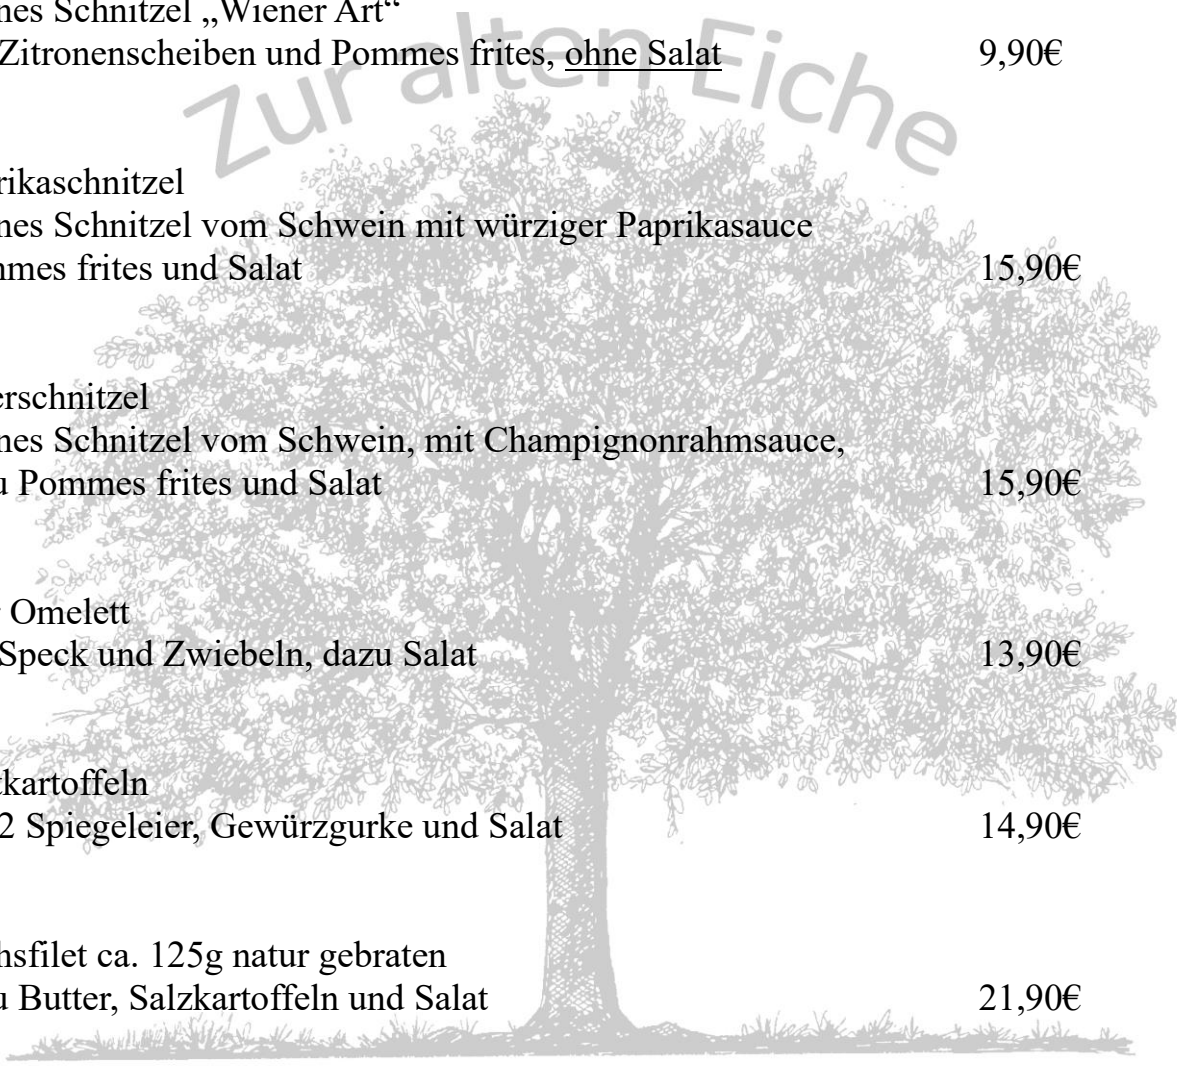 nes Schnitzel „Wiener Art“
Zitronenscheiben und Pommes frites, ohne Salat 9,90€
Zur alten Eiche
rikaschnitzel
nes Schnitzel vom Schwein mit würziger Paprikasauce
nmes frites und Salat 15,90€
erschnitzel
nes Schnitzel vom Schwein, mit Champignonrahmsauce,
u Pommes frites und Salat 15,90€
r Omelett
Speck und Zwiebeln, dazu Salat 13,90€
tkartoffeln
2 Spiegeleier, Gewürzgurke und Salat 14,90€
hsfilet ca. 125g natur gebraten
u Butter, Salzkartoffeln und Salat 21,90€